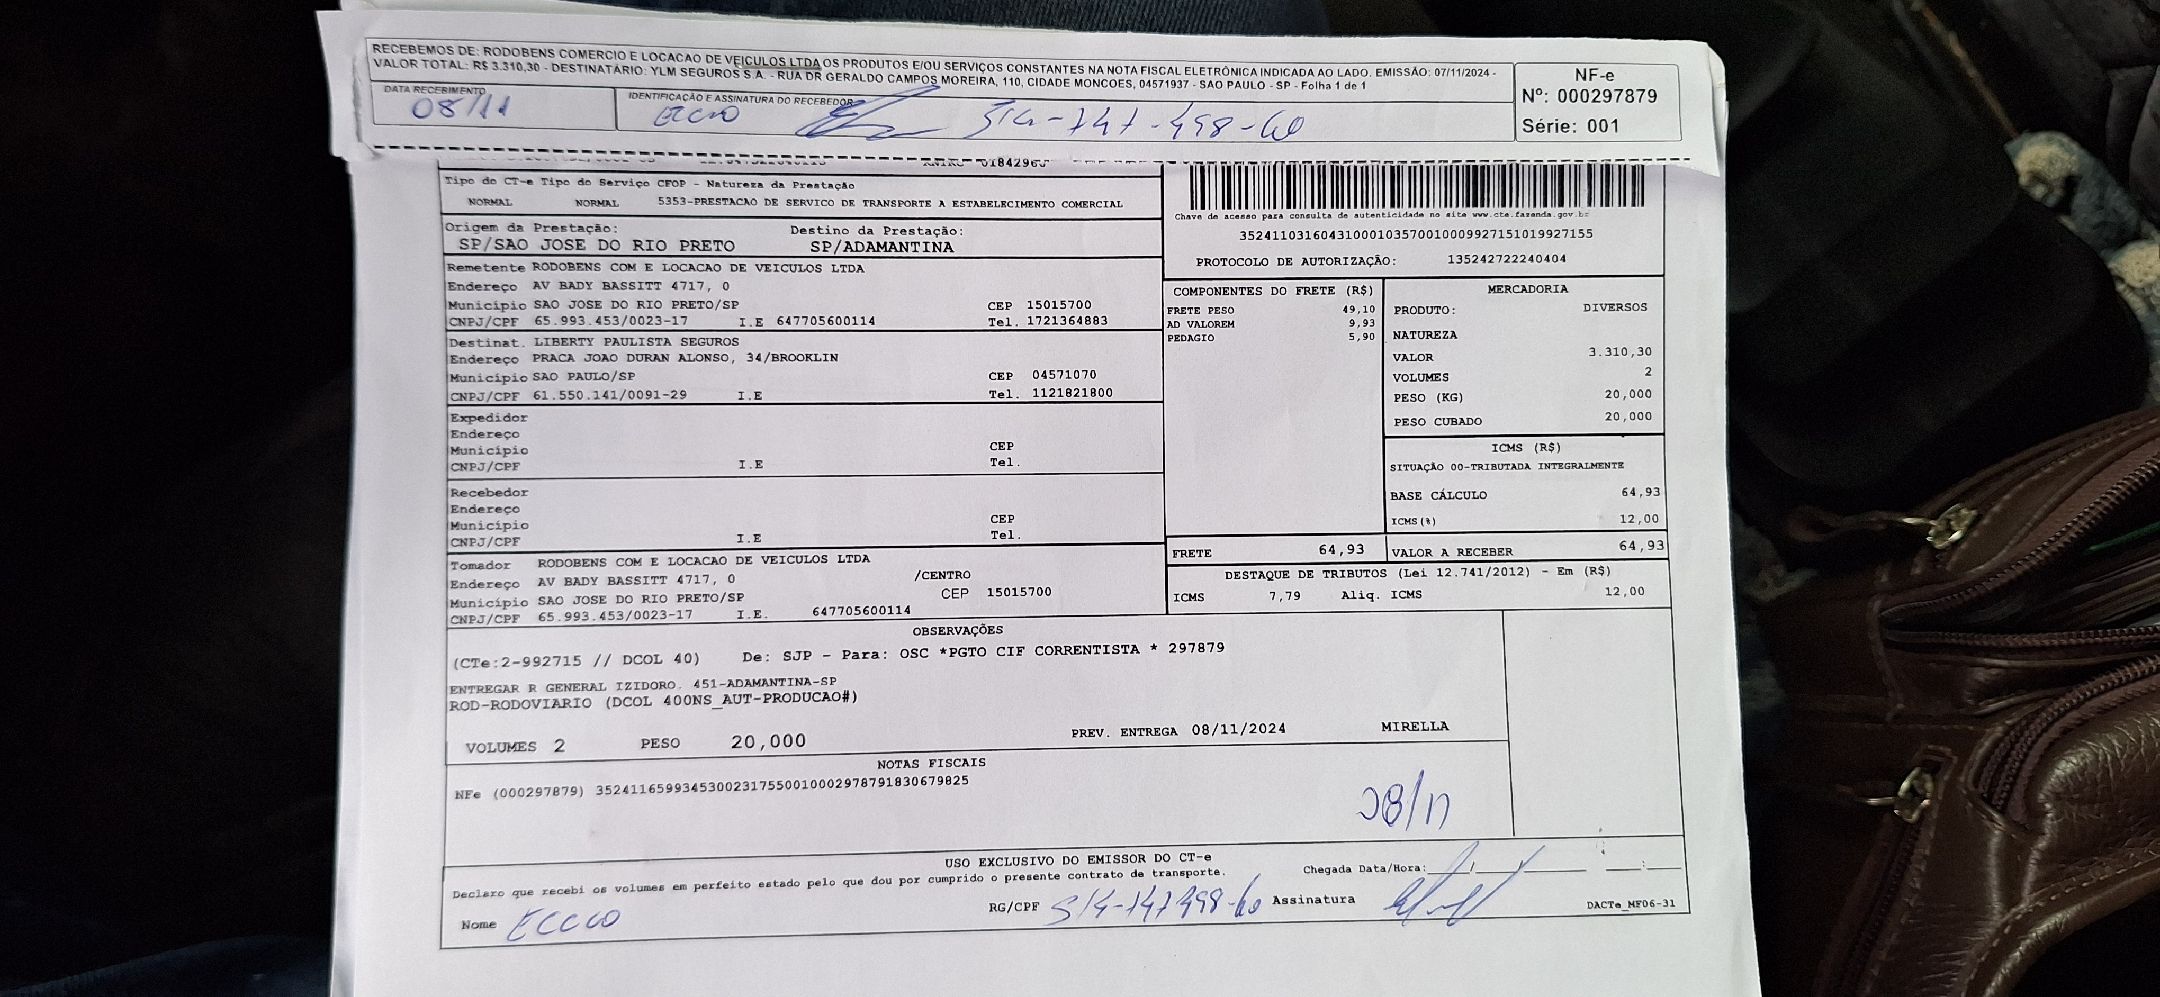 RECEBEMOS DE: RODOBENS COMERCIO E LOCACAO DE VEICULOS LTDA OS PRODUTOS E/OU SERVIÇOS CONSTANTES NA NOTA FISCAL ELETRÔNICA INDICADA AO LADO. EMISSÃO: 07/11/2024 -
VALOR TOTAL: R$ 3.310,30 - DESTINATÁRIO: YLM SEGUROS S.A. - RUA DR GERALDO CAMPOS MOREIRA, 110, CIDADE MONCOES, 04571937 - SAO PAULO - SP - Folha 1 de 1
NF-e
Nº: 000297879
Série: 001
DATA RECEBIMENTO
08/11
IDENTIFICAÇÃO E ASSINATURA DO RECEBEDOR
Tipo do CT-e Tipo do Serviço CFOP - Natureza da Prestação
NORMAL NORMAL 5353-PRESTACAO DE SERVICO DE TRANSPORTE A ESTABELECIMENTO COMERCIAL
Chave de acesso para consulta de autenticidade no site www.cte.fazenda.gov.br
35241103160431000103570010009927151019927155
PROTOCOLO DE AUTORIZAÇÃO: 135242722240404
Origem da Prestação: Destino da Prestação:
SP/SAO JOSE DO RIO PRETO SP/ADAMANTINA
Remetente RODOBENS COM E LOCACAO DE VEICULOS LTDA
Endereço AV BADY BASSITT 4717, 0
Município SAO JOSE DO RIO PRETO/SP CEP 15015700
CNPJ/CPF 65.993.453/0023-17 I.E 647705600114 Tel. 1721364883
Destinat. LIBERTY PAULISTA SEGUROS
Endereço PRACA JOAO DURAN ALONSO, 34/BROOKLIN
Município SAO PAULO/SP CEP 04571070
CNPJ/CPF 61.550.141/0091-29 I.E Tel. 1121821800
Expedidor
Endereço
Município CEP
CNPJ/CPF I.E Tel.
Recebedor
Endereço
Município CEP
CNPJ/CPF I.E Tel.
Tomador RODOBENS COM E LOCACAO DE VEICULOS LTDA
Endereço AV BADY BASSITT 4717, 0 /CENTRO
Município SAO JOSE DO RIO PRETO/SP CEP 15015700
CNPJ/CPF 65.993.453/0023-17 I.E. 647705600114
COMPONENTES DO FRETE (R$)
FRETE PESO 49,10
AD VALOREM 9,93
PEDAGIO 5,90
MERCADORIA
PRODUTO: DIVERSOS
NATUREZA
VALOR 3.310,30
VOLUMES 2
PESO (KG) 20,000
PESO CUBADO 20,000
ICMS (R$)
SITUAÇÃO 00-TRIBUTADA INTEGRALMENTE
BASE CÁLCULO 64,93
ICMS(%) 12,00
FRETE 64,93 VALOR A RECEBER 64,93
DESTAQUE DE TRIBUTOS (Lei 12.741/2012) - Em (R$)
ICMS 7,79 Aliq. ICMS 12,00
OBSERVAÇÕES
(CTe:2-992715 // DCOL 40) De: SJP - Para: OSC *PGTO CIF CORRENTISTA * 297879
ENTREGAR R GENERAL IZIDORO, 451-ADAMANTINA-SP
ROD-RODOVIARIO (DCOL 400NS_AUT-PRODUCAO#)
VOLUMES 2 PESO 20,000 PREV. ENTREGA 08/11/2024 MIRELLA
NOTAS FISCAIS
NFe (000297879) 35241165993453002317550010002978791830679825
08/11
USO EXCLUSIVO DO EMISSOR DO CT-e
Declaro que recebi os volumes em perfeito estado pelo que dou por cumprido o presente contrato de transporte.
Chegada Data/Hora:
Nome
RG/CPF
Assinatura
DACTe_MF06-31